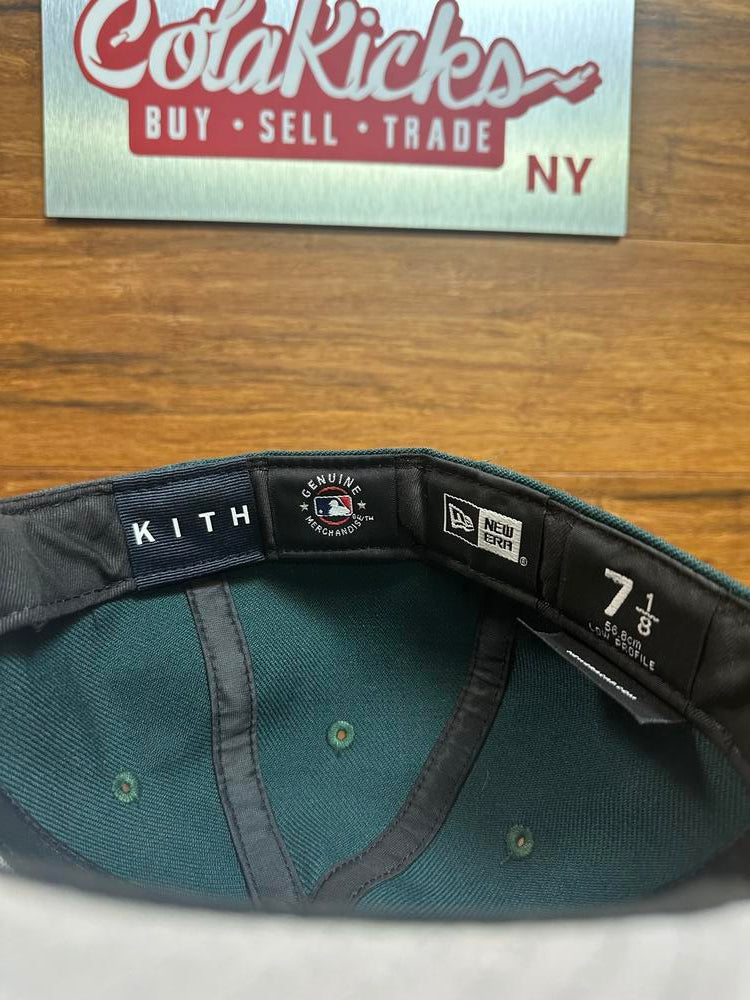 ColaKicks
BUY • SELL • TRADE
NY
KITH
GENUINE
MERCHANDISE
NEW
ERA
®
7 1/8
56.8cm
LOW PROFILE